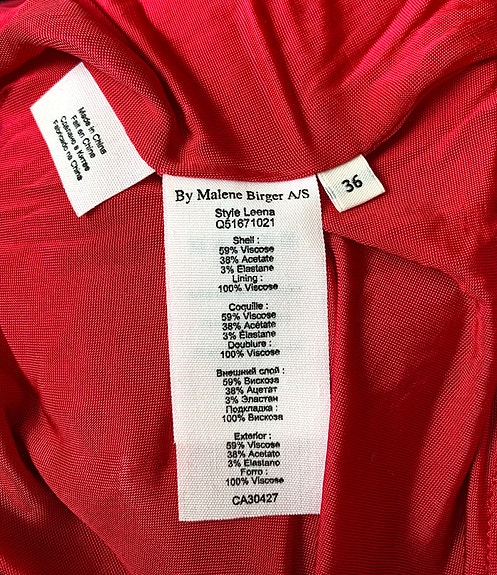 Made in China
Fait en Chine
Сделано в Китае
Fabricado na China
36
By Malene Birger A/S
Style Leena
Q51671021
Shell :
59% Viscose
38% Acetate
3% Elastane
Lining :
100% Viscose
Coquille :
59% Viscose
38% Acétate
3% Élastane
Doublure :
100% Viscose
Внешний слой :
59% Вискоза
38% Ацетат
3% Эластан
Подкладка :
100% Вискоза
Exterior :
59% Viscose
38% Acetato
3% Elastano
Forro :
100% Viscose
CA30427